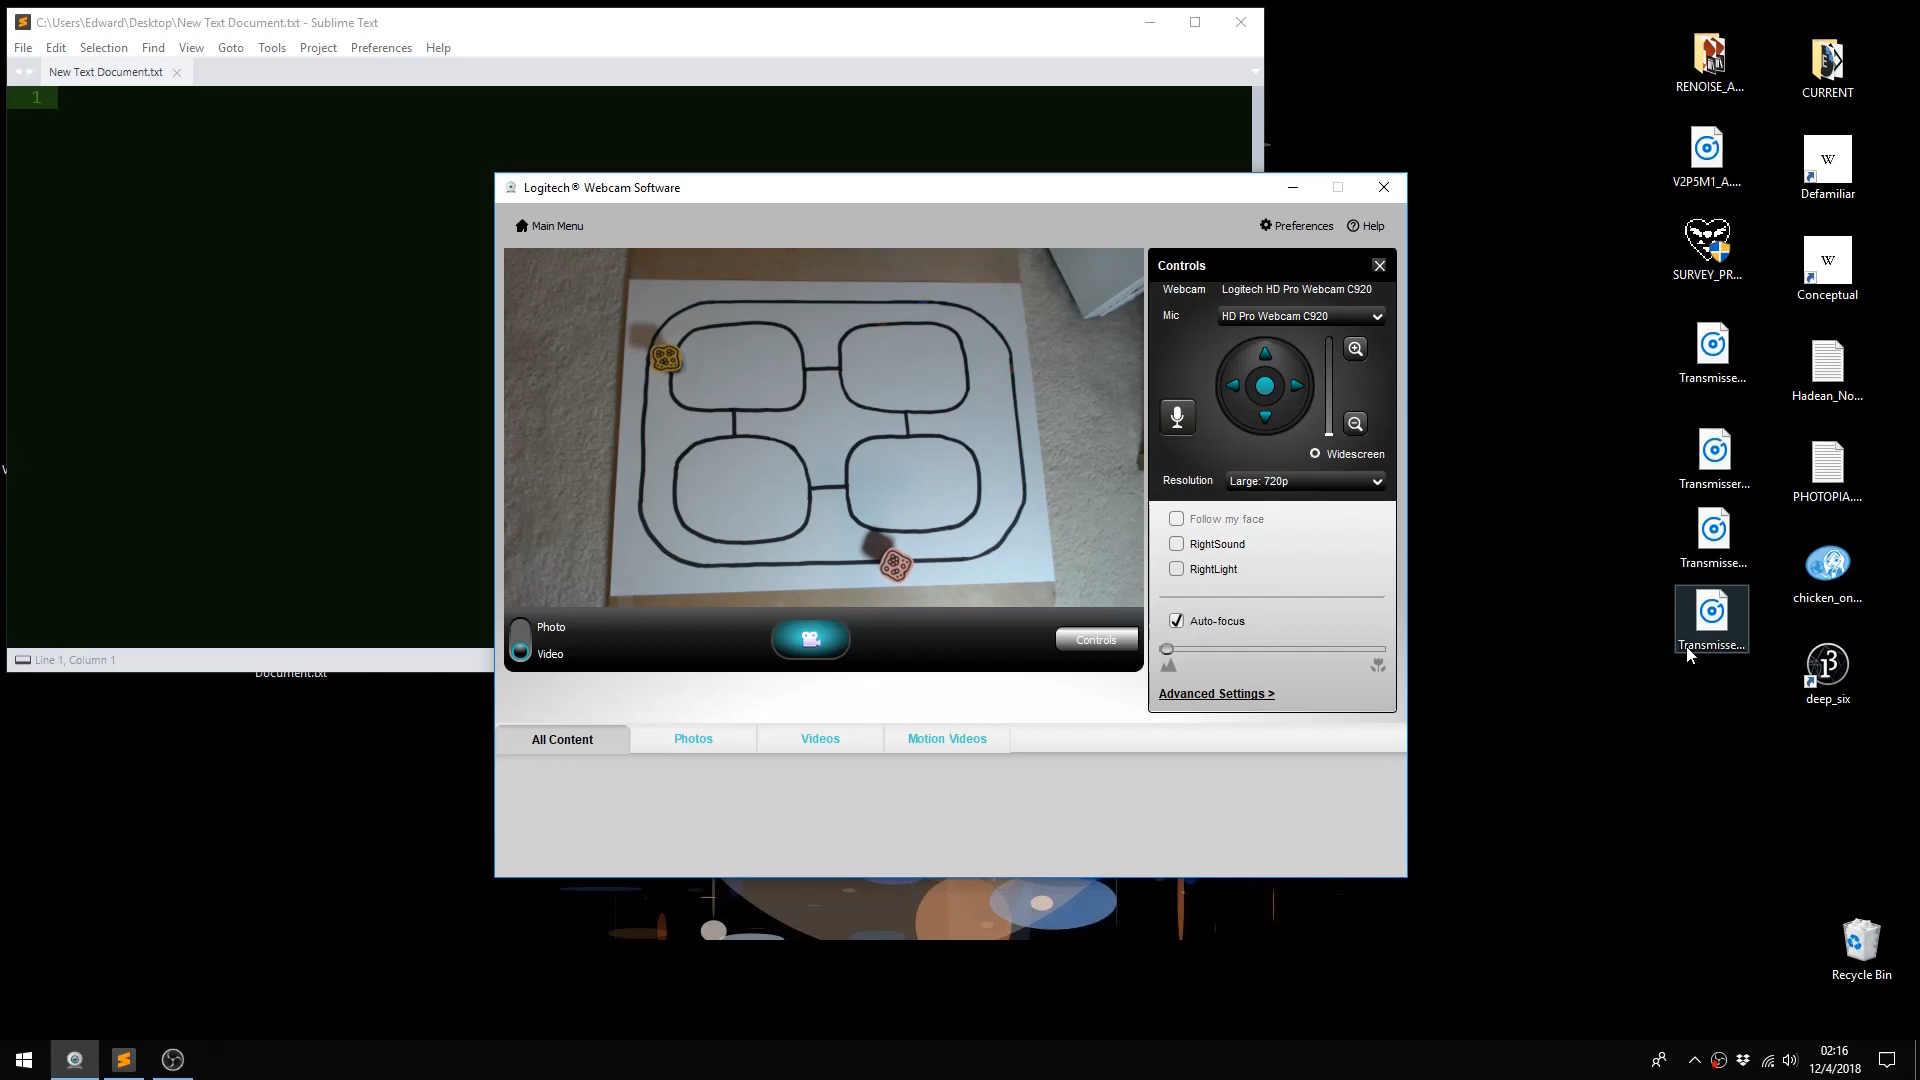 C:\Users\Edward\Desktop\New Text Document.txt - Sublime Text
File Edit Selection Find View Goto Tools Project Preferences Help
New Text Document.txt
1
Line 1, Column 1
Document.txt
Logitech® Webcam Software
Main Menu
Preferences
Help
Controls
Webcam Logitech HD Pro Webcam C920
Mic HD Pro Webcam C920
Widescreen
Resolution Large: 720p
Follow my face
RightSound
RightLight
Auto-focus
Advanced Settings >
Photo
Video
Controls
All Content Photos Videos Motion Videos
RENOISE_A...
CURRENT
V2P5M1_A....
W
Defamiliar
SURVEY_PR...
W
Conceptual
Transmisse...
Hadean_No...
Transmisser...
PHOTOPIA....
Transmisse...
chicken_on...
Transmisse...
deep_six
Recycle Bin
02:16
12/4/2018